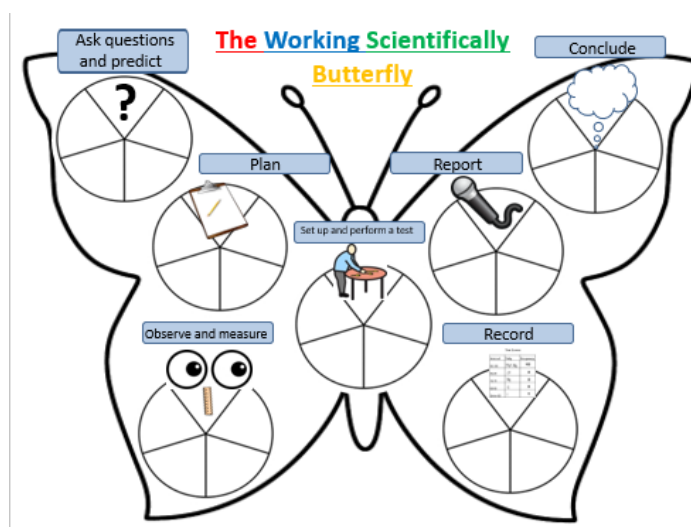 The Working Scientifically
Butterfly
Ask questions
and predict
Conclude
Plan
Report
Set up and perform a test
Observe and measure
Record